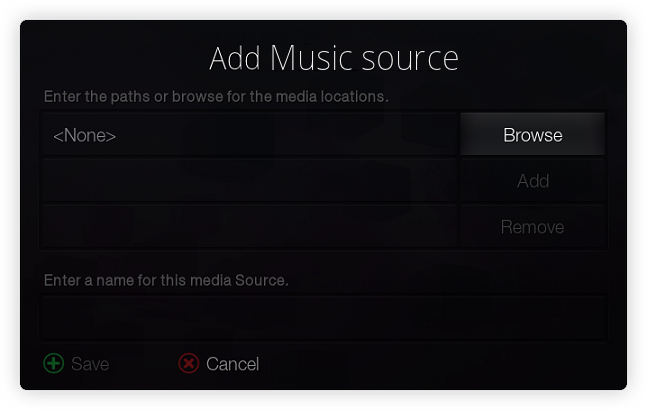 Add Music source
Enter the paths or browse for the media locations.
<None>
Browse
Add
Remove
Enter a name for this media Source.
Save
Cancel